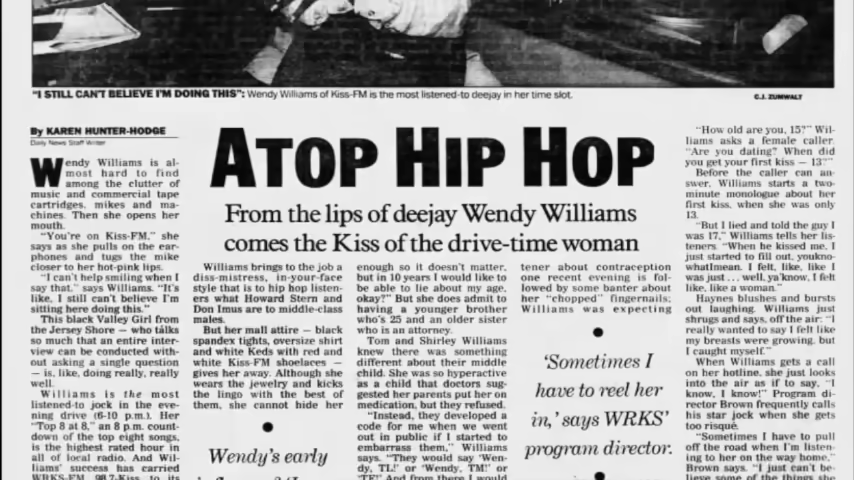 "I STILL CAN'T BELIEVE I'M DOING THIS": Wendy Williams of Kiss-FM is the most listened-to deejay in her time slot.
C.J. ZUMWALT
By KAREN HUNTER-HODGE
Daily News Staff Writer
ATOP HIP HOP
From the lips of deejay Wendy Williams
comes the Kiss of the drive-time woman
Wendy Williams is al-
most hard to find
among the clutter of
music and commercial tape
cartridges, mikes and ma-
chines. Then she opens her
mouth.
"You're on Kiss-FM," she
says as she pulls on the ear-
phones and tugs the mike
closer to her hot-pink lips.
"I can't help smiling when I
say that," says Williams. "It's
like, I still can't believe I'm
sitting here doing this."
This black Valley Girl from
the Jersey Shore — who talks
so much that an entire inter-
view can be conducted with-
out asking a single question
— is, like, doing really, really
well.
Williams is the most
listened-to jock in the eve-
ning drive (6-10 p.m.). Her
"Top 8 at 8," an 8 p.m. count-
down of the top eight songs,
is the highest rated hour in
all of local radio. And Wil-
liams' success has carried
WRKS-FM, 98.7-Kiss, to its
Williams brings to the job a
diss-mistress, in-your-face
style that is to hip hop listen-
ers what Howard Stern and
Don Imus are to middle-class
males.
But her mall attire — black
spandex tights, oversize shirt
and white Keds with red and
white Kiss-FM shoelaces —
gives her away. Although she
wears the jewelry and kicks
the lingo with the best of
them, she cannot hide her
Wendy's early
enough so it doesn't matter,
but in 10 years I would like to
be able to lie about my age,
okay?" But she does admit to
having a younger brother
who's 25 and an older sister
who is an attorney.
Tom and Shirley Williams
knew there was something
different about their middle
child. She was so hyperactive
as a child that doctors sug-
gested her parents put her on
medication, but they refused.
"Instead, they developed a
code for me when we went
out in public if I started to
embarrass them," Williams
says. "They would say 'Wen-
dy, TL!' or 'Wendy, TM!' or
'TF!' And from there I would
tener about contraception
one recent evening is fol-
lowed by some banter about
her "chopped" fingernails;
Williams was expecting
'Sometimes I
have to reel her
in,' says WRKS'
program director.
"How old are you, 15?" Wil-
liams asks a female caller.
"Are you dating? When did
you get your first kiss — 13?"
Before the caller can an-
swer, Williams starts a two-
minute monologue about her
first kiss, when she was only
13.
"But I lied and told the guy I
was 17," Williams tells her lis-
teners. "When he kissed me, I
just started to fill out, youkno-
whatImean. I felt, like, like I
was just . . . well, ya'know, I felt
like, like a woman."
Haynes blushes and bursts
out laughing. Williams just
shrugs and says, off the air: "I
really wanted to say I felt like
my breasts were growing, but
I caught myself."
When Williams gets a call
on her hotline, she just looks
into the air as if to say, "I
know, I know!" Program di-
rector Brown frequently calls
his star jock when she gets
too risqué.
"Sometimes I have to pull
off the road when I'm listen-
ing to her on the way home,"
Brown says. "I just can't be-
lieve some of the things she